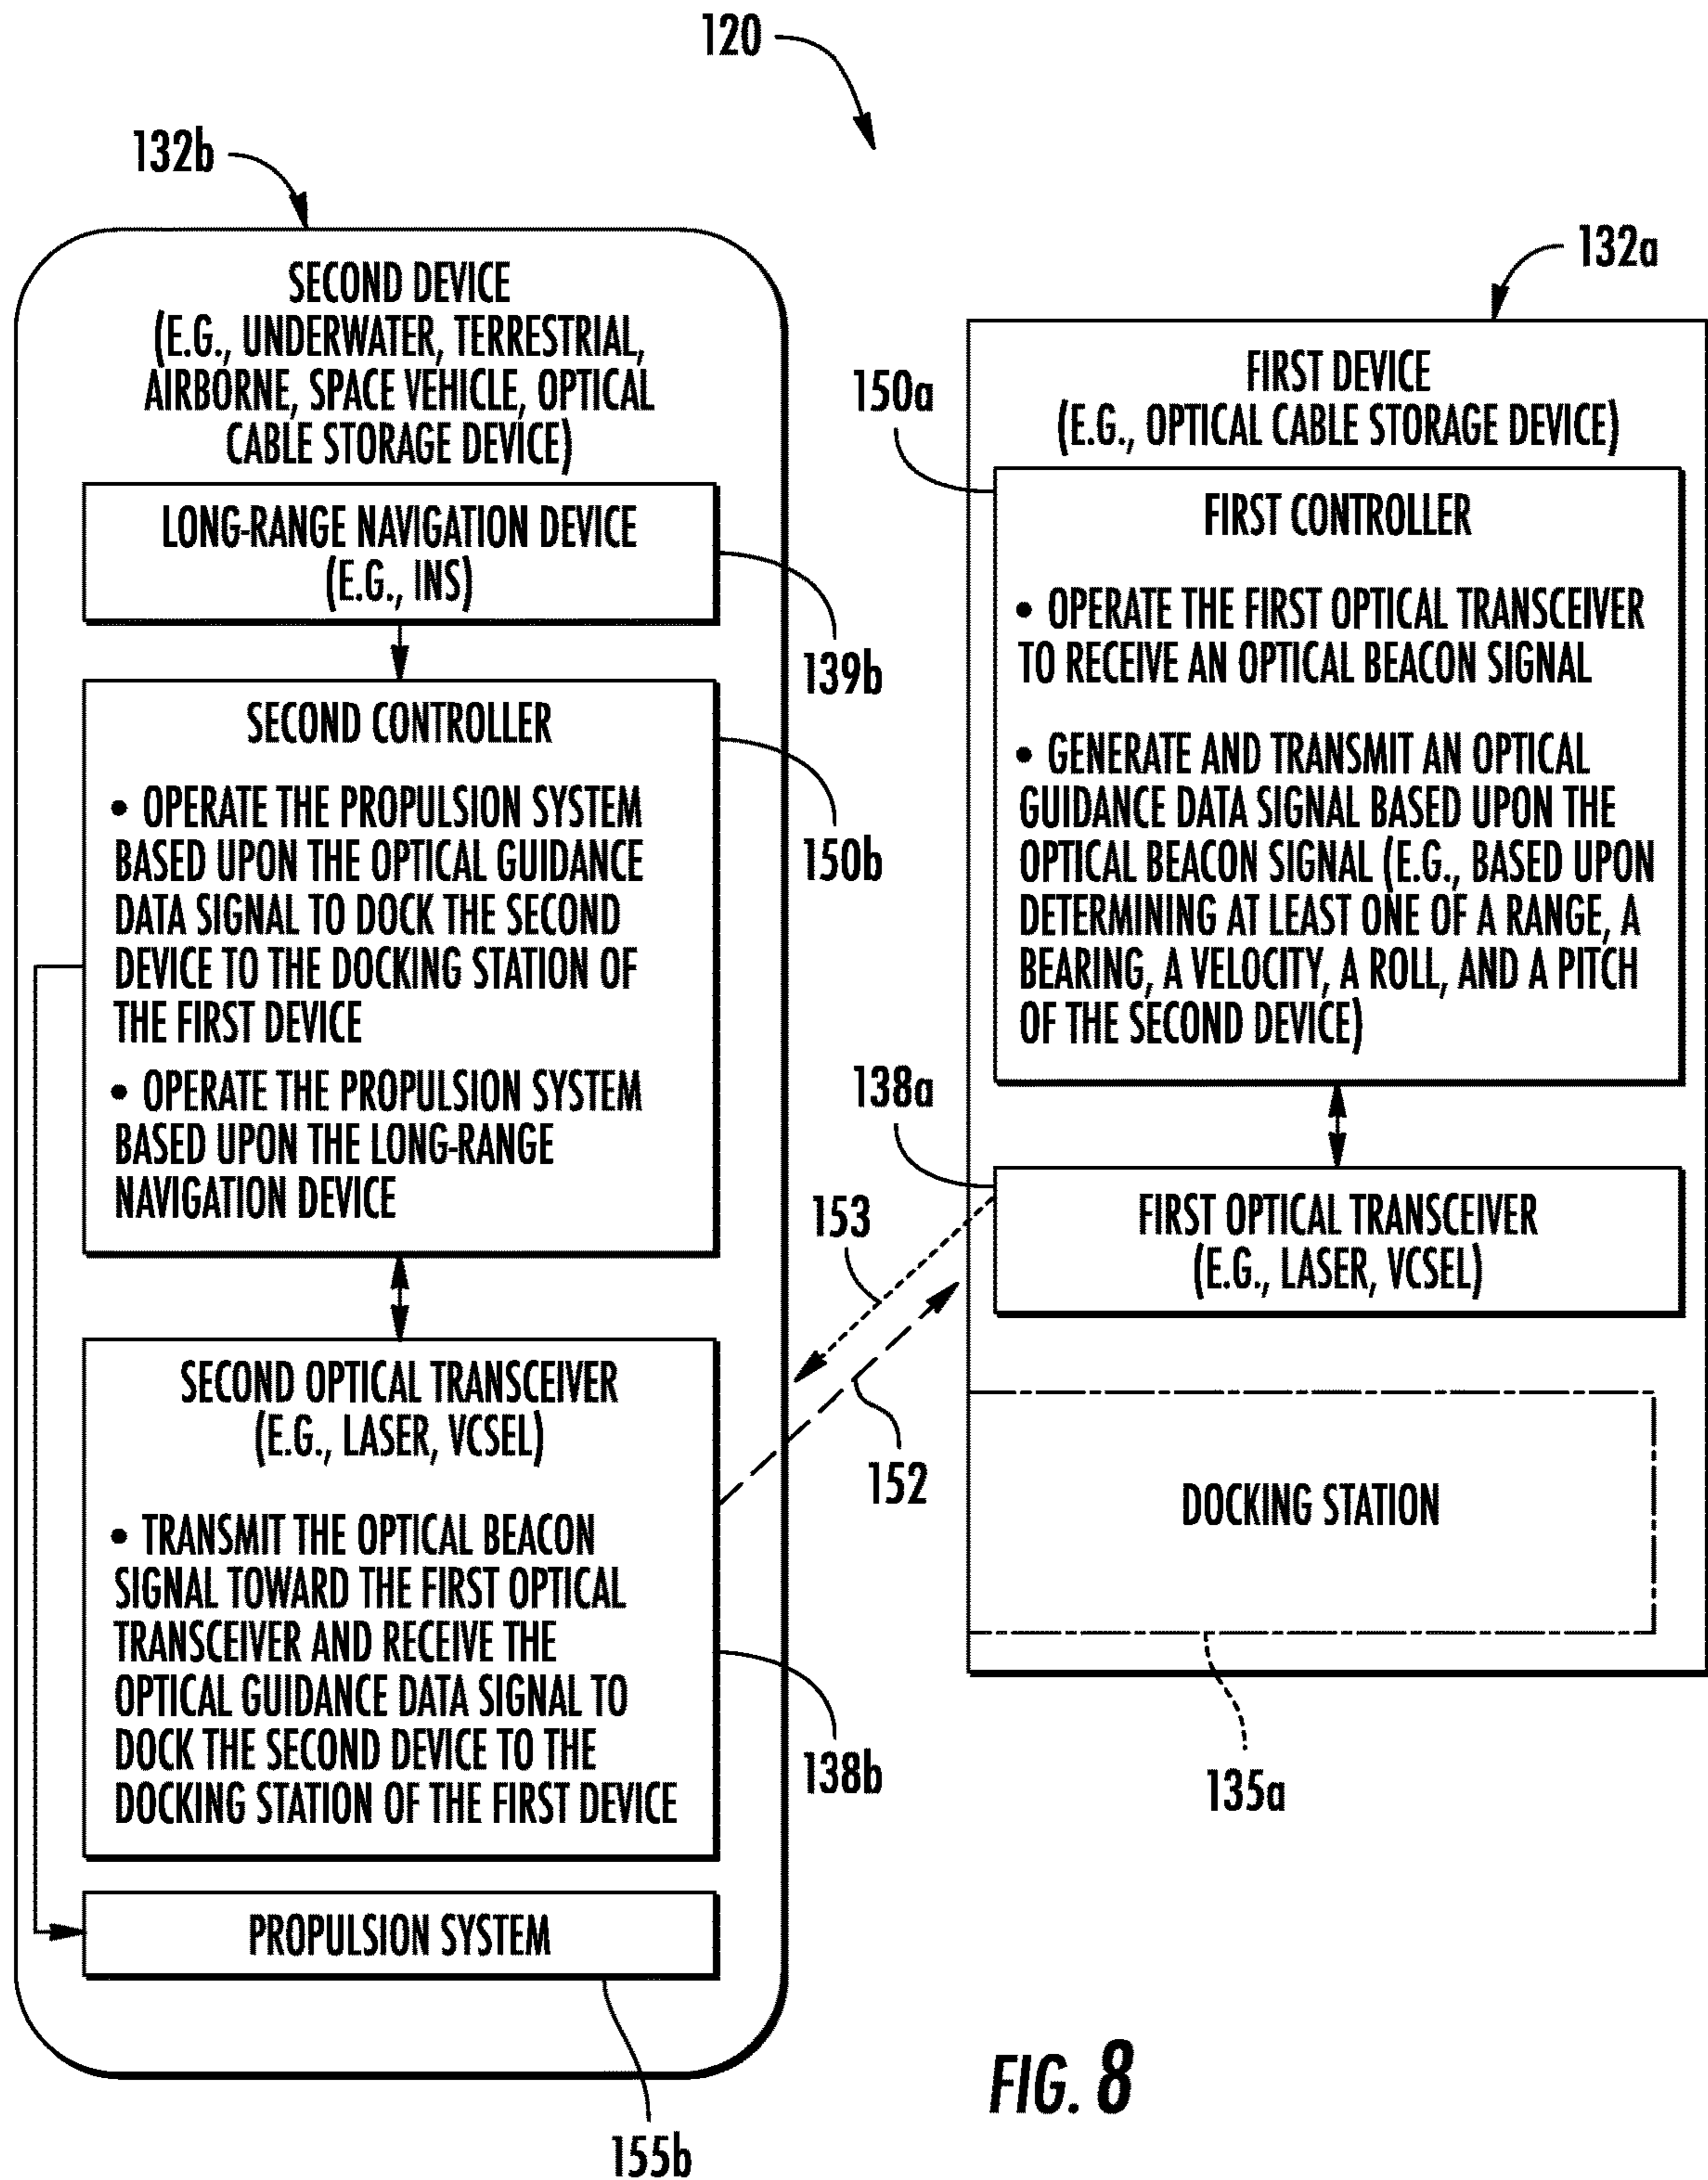 120
132b
132a
SECOND DEVICE
(E.G., UNDERWATER, TERRESTRIAL,
AIRBORNE, SPACE VEHICLE, OPTICAL
CABLE STORAGE DEVICE)
LONG-RANGE NAVIGATION DEVICE
(E.G., INS)
139b
SECOND CONTROLLER
• OPERATE THE PROPULSION SYSTEM
BASED UPON THE OPTICAL GUIDANCE
DATA SIGNAL TO DOCK THE SECOND
DEVICE TO THE DOCKING STATION OF
THE FIRST DEVICE
• OPERATE THE PROPULSION SYSTEM
BASED UPON THE LONG-RANGE
NAVIGATION DEVICE
150b
SECOND OPTICAL TRANSCEIVER
(E.G., LASER, VCSEL)
• TRANSMIT THE OPTICAL BEACON
SIGNAL TOWARD THE FIRST OPTICAL
TRANSCEIVER AND RECEIVE THE
OPTICAL GUIDANCE DATA SIGNAL TO
DOCK THE SECOND DEVICE TO THE
DOCKING STATION OF THE FIRST DEVICE
138b
PROPULSION SYSTEM
155b
FIRST DEVICE
(E.G., OPTICAL CABLE STORAGE DEVICE)
150a
FIRST CONTROLLER
• OPERATE THE FIRST OPTICAL TRANSCEIVER
TO RECEIVE AN OPTICAL BEACON SIGNAL
• GENERATE AND TRANSMIT AN OPTICAL
GUIDANCE DATA SIGNAL BASED UPON THE
OPTICAL BEACON SIGNAL (E.G., BASED UPON
DETERMINING AT LEAST ONE OF A RANGE, A
BEARING, A VELOCITY, A ROLL, AND A PITCH
OF THE SECOND DEVICE)
138a
FIRST OPTICAL TRANSCEIVER
(E.G., LASER, VCSEL)
153
152
DOCKING STATION
135a
FIG. 8